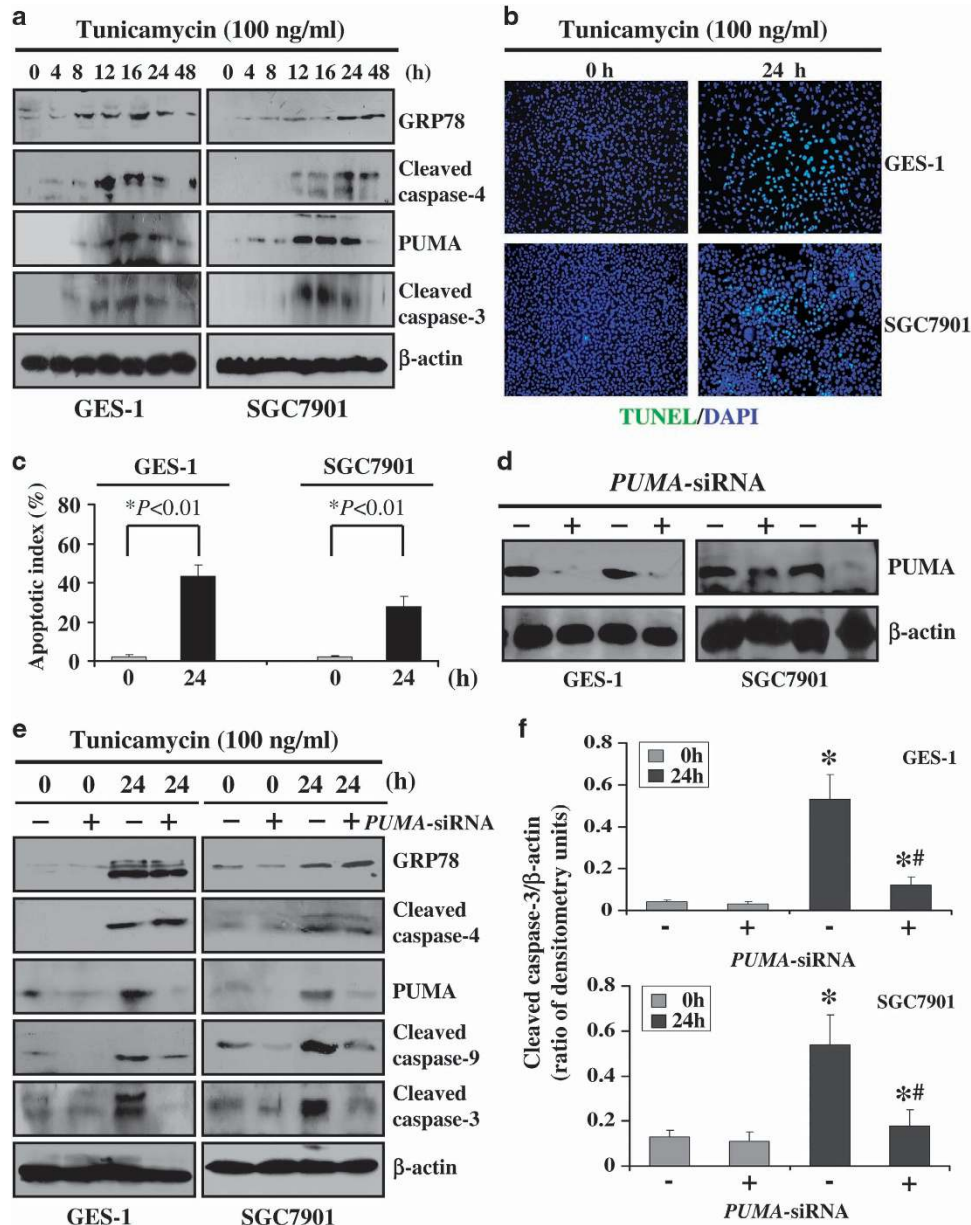 a
Tunicamycin (100 ng/ml)
0 4 8 12 16 24 48 (h) 0 4 8 12 16 24 48
GRP78
Cleaved
caspase-4
PUMA
Cleaved
caspase-3
β-actin
GES-1 SGC7901
b
Tunicamycin (100 ng/ml)
0 h 24 h
GES-1
SGC7901
TUNEL/DAPI
c
GES-1 SGC7901
*P<0.01 *P<0.01
Apoptotic index (%)
80
60
40
20
0
0 24 0 24 (h)
d
PUMA-siRNA
– + – + – + – +
PUMA
β-actin
GES-1 SGC7901
e
Tunicamycin (100 ng/ml)
0 0 24 24 (h) 0 0 24 24
– + – + – + – + PUMA-siRNA
GRP78
Cleaved
caspase-4
PUMA
Cleaved
caspase-9
Cleaved
caspase-3
β-actin
GES-1 SGC7901
f
Cleaved caspase-3/β-actin
(ratio of densitometry units)
0.8
0.6
0.4
0.2
0
0h
24h
GES-1
*
*#
- + - +
PUMA-siRNA
0.8
0.6
0.4
0.2
0
0h
24h
SGC7901
*
*#
- + - +
PUMA-siRNA